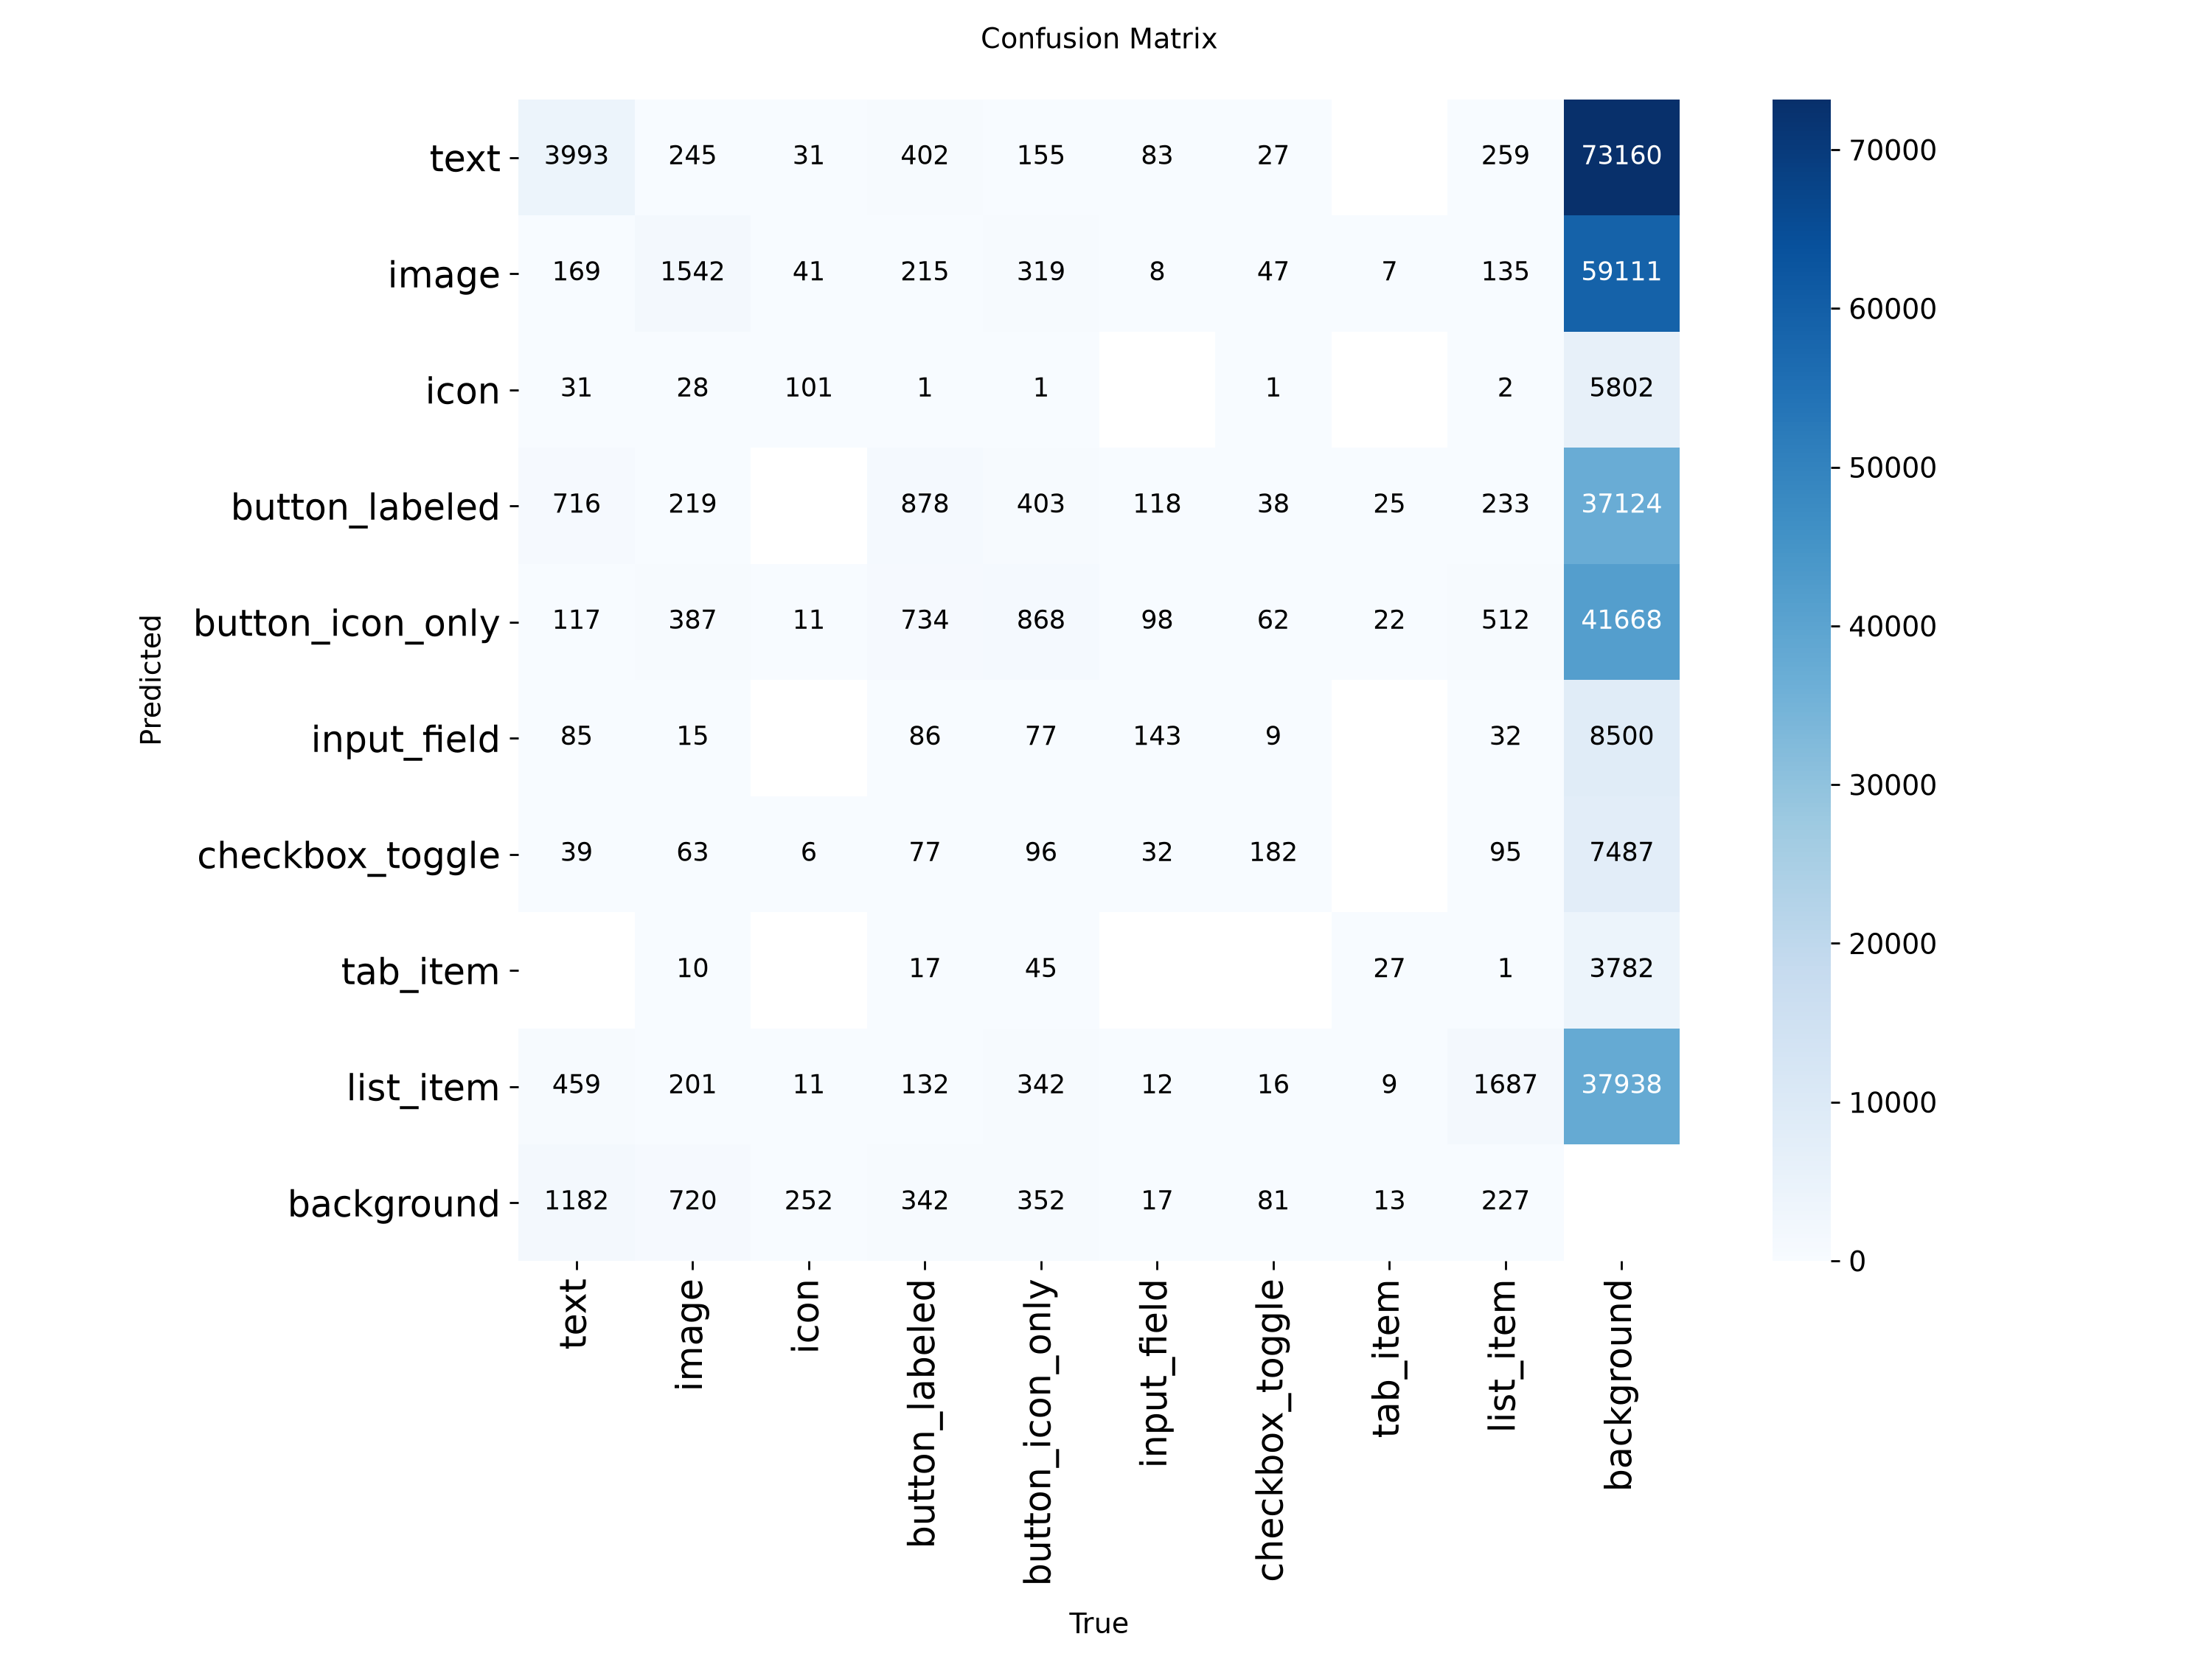 Confusion Matrix
text 3993 245 31 402 155 83 27 259 73160
image 169 1542 41 215 319 8 47 7 135 59111
icon 31 28 101 1 1 1 2 5802
button_labeled 716 219 878 403 118 38 25 233 37124
button_icon_only 117 387 11 734 868 98 62 22 512 41668
input_field 85 15 86 77 143 9 32 8500
checkbox_toggle 39 63 6 77 96 32 182 95 7487
tab_item 10 17 45 27 1 3782
list_item 459 201 11 132 342 12 16 9 1687 37938
background 1182 720 252 342 352 17 81 13 227
Predicted
text image icon button_labeled button_icon_only input_field checkbox_toggle tab_item list_item background
True
70000
60000
50000
40000
30000
20000
10000
0